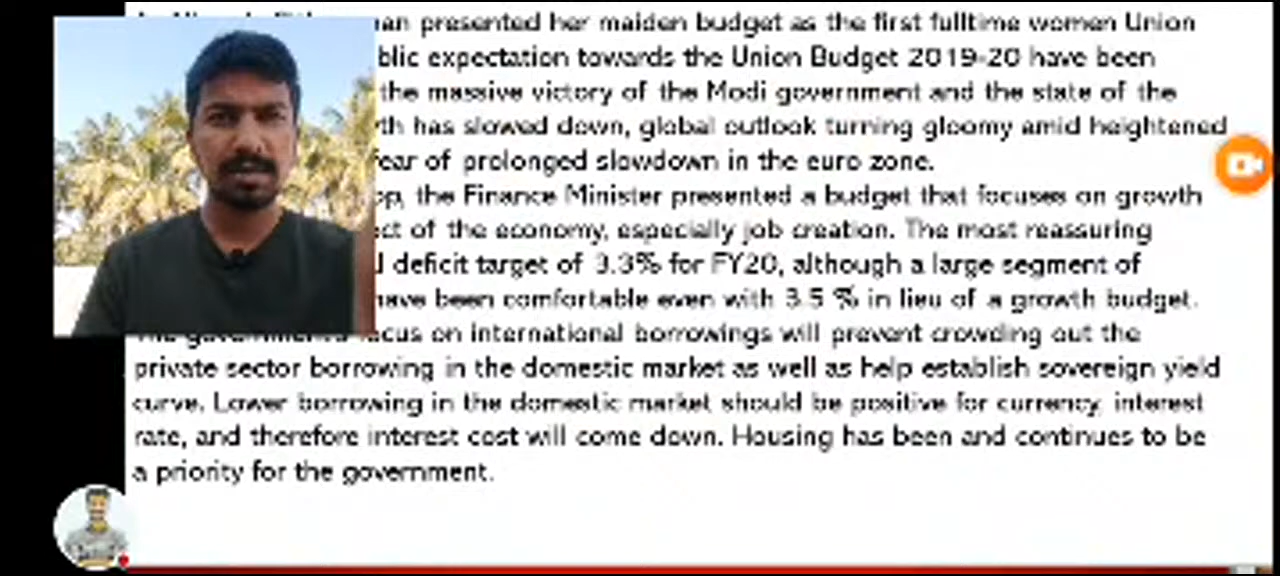 presented her maiden budget as the first fulltime women Union
expectation towards the Union Budget 2019-20 have been
the massive victory of the Modi government and the state of the
has slowed down, global outlook turning gloomy amid heightened
of prolonged slowdown in the euro zone.
the Finance Minister presented a budget that focuses on growth
of the economy, especially job creation. The most reassuring
deficit target of 3.3% for FY20, although a large segment of
have been comfortable even with 3.5 % in lieu of a growth budget.
on international borrowings will prevent crowding out the
private sector borrowing in the domestic market as well as help establish sovereign yield
curve. Lower borrowing in the domestic market should be positive for currency, interest
rate, and therefore interest cost will come down. Housing has been and continues to be
a priority for the government.